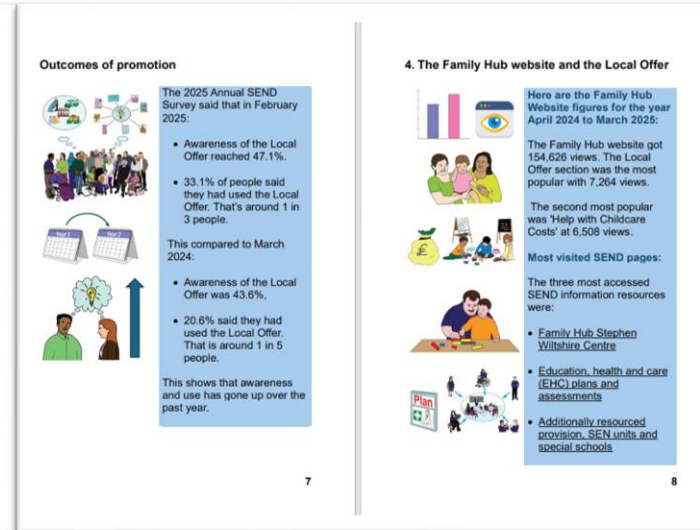 Outcomes of promotion
The 2025 Annual SEND
Survey said that in February
2025:
• Awareness of the Local
Offer reached 47.1%.
• 33.1% of people said
they had used the Local
Offer. That's around 1 in
3 people.
This compared to March
2024:
• Awareness of the Local
Offer was 43.6%,
• 20.6% said they had
used the Local Offer.
That is around 1 in 5
people.
This shows that awareness
and use has gone up over the
past year.
Year 1
Year 2
7
4. The Family Hub website and the Local Offer
Here are the Family Hub
Website figures for the year
April 2024 to March 2025:
The Family Hub website got
154,626 views. The Local
Offer section was the most
popular with 7,264 views.
The second most popular
was 'Help with Childcare
Costs' at 6,508 views.
Most visited SEND pages:
The three most accessed
SEND information resources
were:
• Family Hub Stephen
Wiltshire Centre
• Education, health and care
(EHC) plans and
assessments
• Additionally resourced
provision, SEN units and
special schools
£
Plan
8